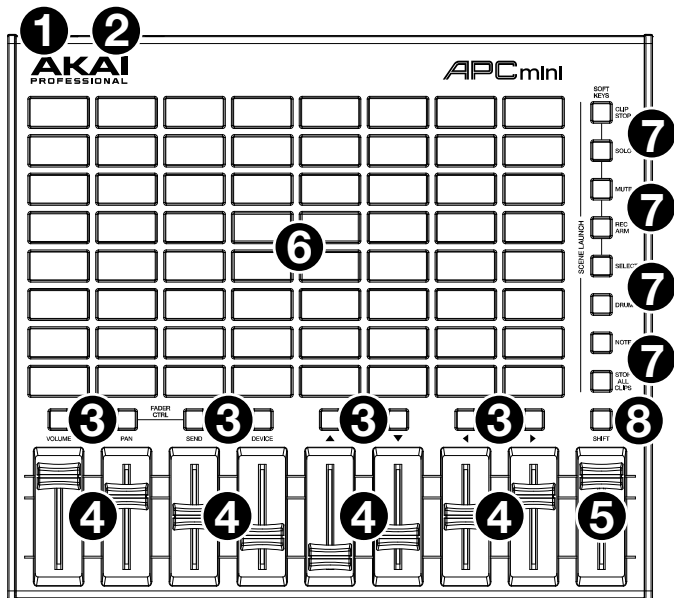 1 2
AKAI
PROFESSIONAL
APC mini
SOFT
KEYS
CLIP
STOP
7
SOLO
MUTE
7
REC
ARM
6
SCENE LAUNCH
SELECT
7
DRUM
NOTE
7
STOP
ALL
CLIPS
3 3 3 3 8
FADER
CTRL
VOLUME PAN SEND DEVICE ▲ ▼ ◀ ▶ SHIFT
4 4 4 4 5